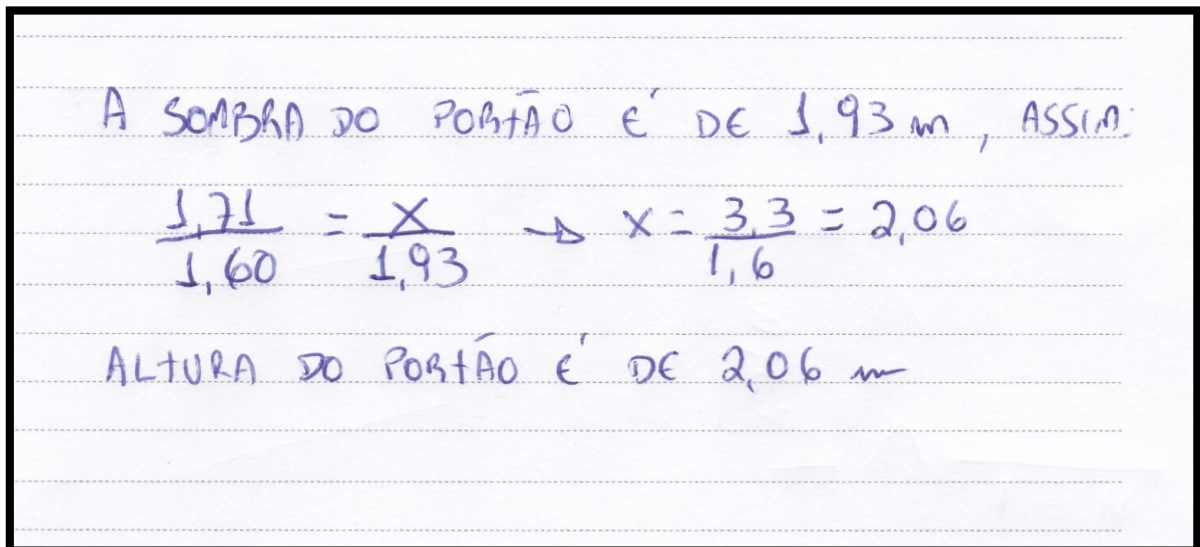 A SOMBRA DO PORTÃO É DE 1,93 m, ASSIM:
1,71/1,60 = X/1,93 → X = 3,3/1,6 = 2,06
ALTURA DO PORTÃO É DE 2,06 m